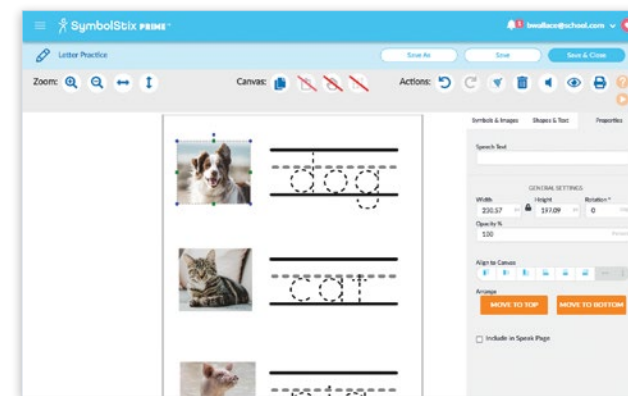 SymbolStix PRIME
1 bwallace@school.com
Letter Practice
Save As Save Save & Close
Zoom: Canvas: Actions:
Symbols & Images Shapes & Text Properties
Speech Text
GENERAL SETTINGS
Width Height Rotation °
230.57 197.09 0
Opacity %
100
Align to Canvas
Arrange
MOVE TO TOP MOVE TO BOTTOM
Include in Speak Page
dog
cat